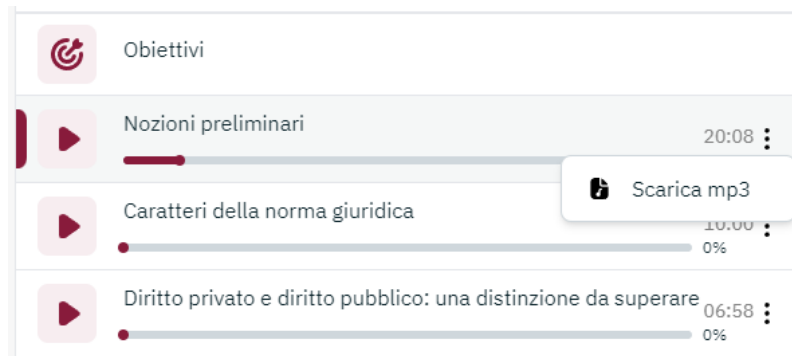 Obiettivi
Nozioni preliminari
20:08
Scarica mp3
Caratteri della norma giuridica
0%
Diritto privato e diritto pubblico: una distinzione da superare
06:58
0%